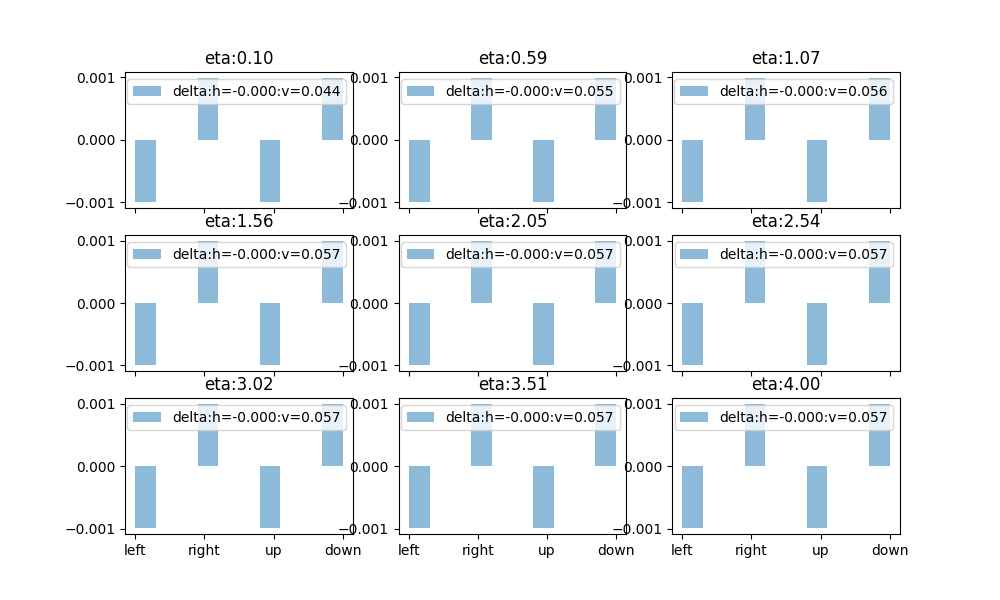 eta:0.10 eta:0.59 eta:1.07
0.001 0.001 0.001
delta:h=-0.000:v=0.044 delta:h=-0.000:v=0.055 delta:h=-0.000:v=0.056
0.000 0.000 0.000
−0.001 −0.001 −0.001
eta:1.56 eta:2.05 eta:2.54
0.001 0.001 0.001
delta:h=-0.000:v=0.057 delta:h=-0.000:v=0.057 delta:h=-0.000:v=0.057
0.000 0.000 0.000
−0.001 −0.001 −0.001
eta:3.02 eta:3.51 eta:4.00
0.001 0.001 0.001
delta:h=-0.000:v=0.057 delta:h=-0.000:v=0.057 delta:h=-0.000:v=0.057
0.000 0.000 0.000
−0.001 −0.001 −0.001
left right up down left right up down left right up down